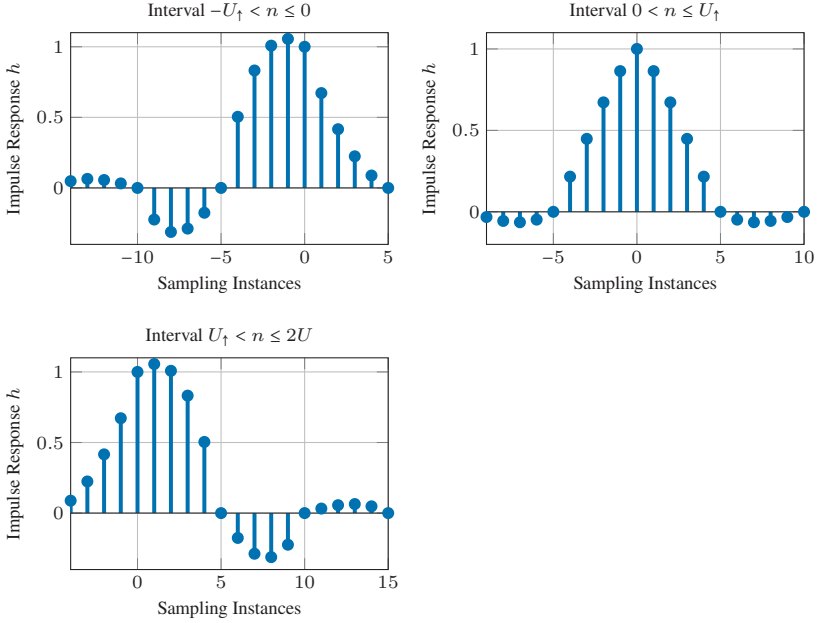 Interval −U↑ < n ≤ 0
Impulse Response h
1
0.5
0
−10
−5
0
5
Sampling Instances
Interval 0 < n ≤ U↑
Impulse Response h
1
0.5
0
−5
0
5
10
Sampling Instances
Interval U↑ < n ≤ 2U
Impulse Response h
1
0.5
0
0
5
10
15
Sampling Instances